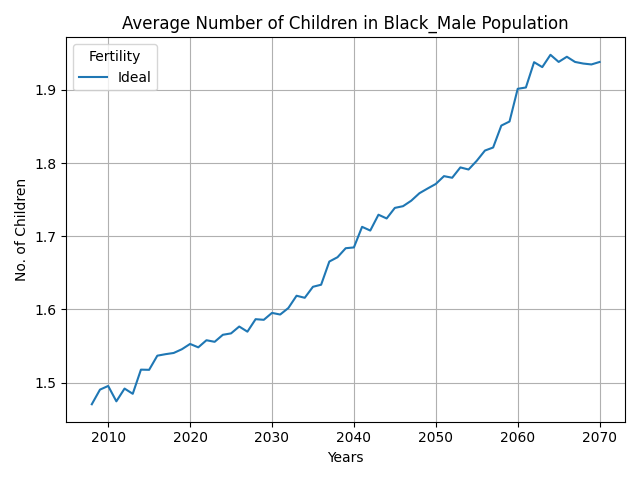 Average Number of Children in Black_Male Population
Fertility
Ideal
No. of Children
1.9
1.8
1.7
1.6
1.5
2010 2020 2030 2040 2050 2060 2070
Years